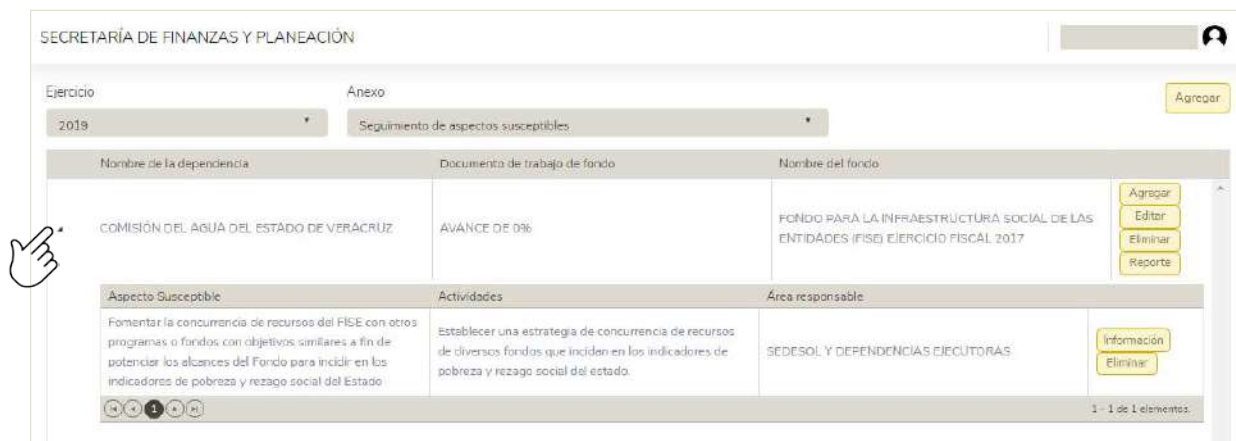 SECRETARÍA DE FINANZAS Y PLANEACIÓN
Ejercicio
Anexo
Agregar
2019
Seguimiento de aspectos susceptibles
Nombre de la dependencia
Documento de trabajo de fondo
Nombre del fondo
COMISIÓN DEL AGUA DEL ESTADO DE VERACRUZ
AVANCE DE 0%
FONDO PARA LA INFRAESTRUCTURA SOCIAL DE LAS
ENTIDADES (FISE) EJERCICIO FISCAL 2017
Agregar
Editar
Eliminar
Reporte
Aspecto Susceptible
Actividades
Área responsable
Fomentar la concurrencia de recursos del FISE con otros
programas o fondos con objetivos similares a fin de
potenciar los alcances del Fondo para incidir en los
indicadores de pobreza y rezago social del Estado
Establecer una estrategia de concurrencia de recursos
de diversos fondos que incidan en los indicadores de
pobreza y rezago social del estado.
SEDESOL Y DEPENDENCIAS EJECUTORAS
Información
Eliminar
1
1 - 1 de 1 elementos.